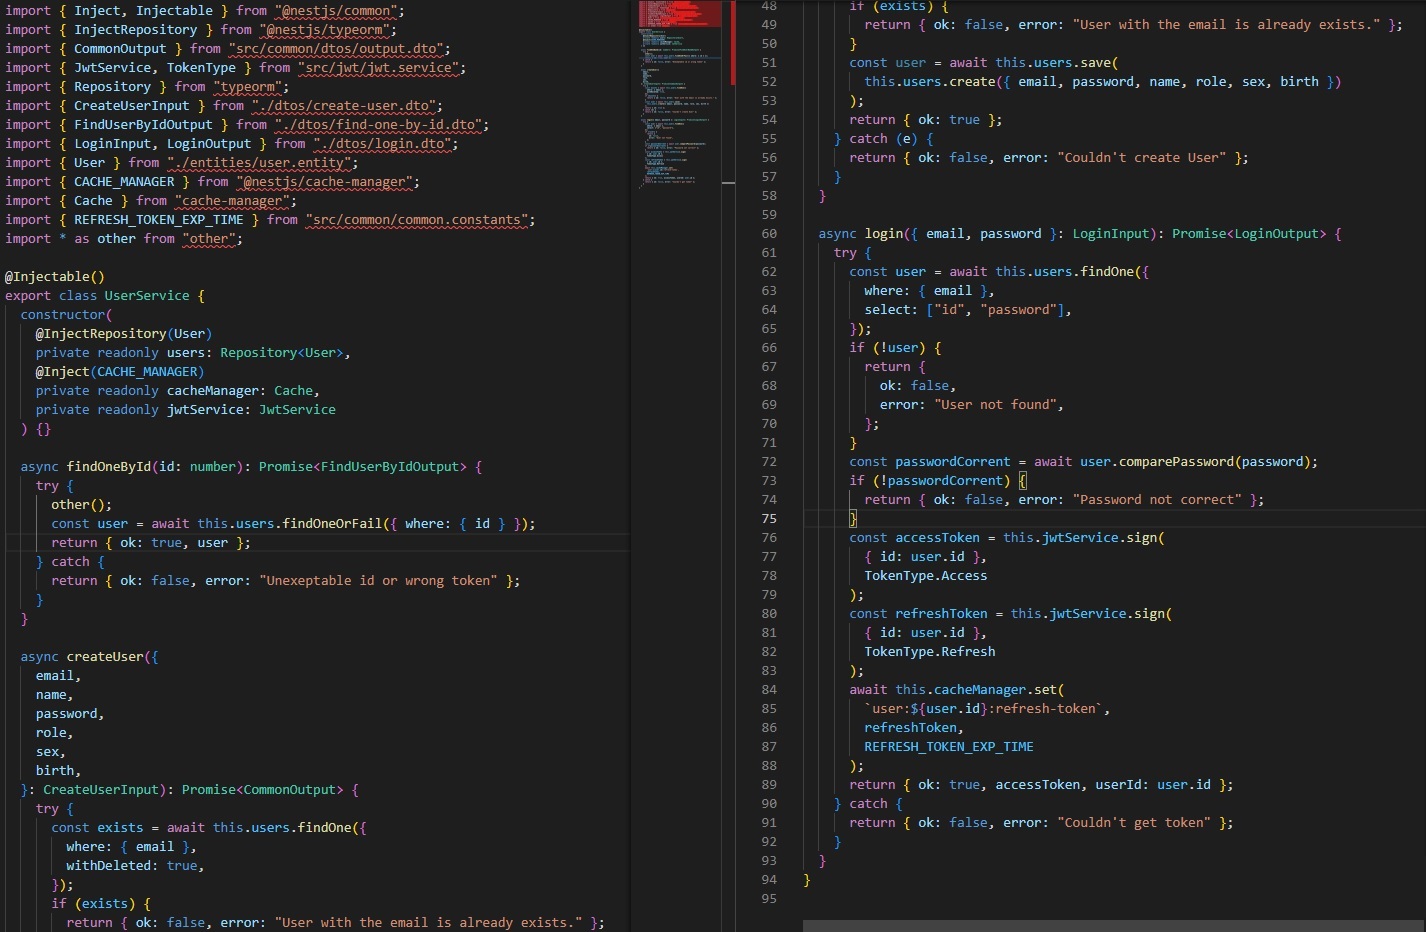 import { Inject, Injectable } from "@nestjs/common";
import { InjectRepository } from "@nestjs/typeorm";
import { CommonOutput } from "src/common/dtos/output.dto";
import { JwtService, TokenType } from "src/jwt/jwt.service";
import { Repository } from "typeorm";
import { CreateUserInput } from "./dtos/create-user.dto";
import { FindUserByIdOutput } from "./dtos/find-one-by-id.dto";
import { LoginInput, LoginOutput } from "./dtos/login.dto";
import { User } from "./entities/user.entity";
import { CACHE_MANAGER } from "@nestjs/cache-manager";
import { Cache } from "cache-manager";
import { REFRESH_TOKEN_EXP_TIME } from "src/common/common.constants";
import * as other from "other";

@Injectable()
export class UserService {
  constructor(
    @InjectRepository(User)
    private readonly users: Repository<User>,
    @Inject(CACHE_MANAGER)
    private readonly cacheManager: Cache,
    private readonly jwtService: JwtService
  ) {}

  async findOneById(id: number): Promise<FindUserByIdOutput> {
    try {
      other();
      const user = await this.users.findOneOrFail({ where: { id } });
      return { ok: true, user };
    } catch {
      return { ok: false, error: "Unexeptable id or wrong token" };
    }
  }

  async createUser({
    email,
    name,
    password,
    role,
    sex,
    birth,
  }: CreateUserInput): Promise<CommonOutput> {
    try {
      const exists = await this.users.findOne({
        where: { email },
        withDeleted: true,
      });
      if (exists) {
        return { ok: false, error: "User with the email is already exists." };
48       if (exists) {
49         return { ok: false, error: "User with the email is already exists." };
50       }
51       const user = await this.users.save(
52         this.users.create({ email, password, name, role, sex, birth })
53       );
54       return { ok: true };
55     } catch (e) {
56       return { ok: false, error: "Couldn't create User" };
57     }
58   }
59
60   async login({ email, password }: LoginInput): Promise<LoginOutput> {
61     try {
62       const user = await this.users.findOne({
63         where: { email },
64         select: ["id", "password"],
65       });
66       if (!user) {
67         return {
68           ok: false,
69           error: "User not found",
70         };
71       }
72       const passwordCorrent = await user.comparePassword(password);
73       if (!passwordCorrent) {
74         return { ok: false, error: "Password not correct" };
75       }
76       const accessToken = this.jwtService.sign(
77         { id: user.id },
78         TokenType.Access
79       );
80       const refreshToken = this.jwtService.sign(
81         { id: user.id },
82         TokenType.Refresh
83       );
84       await this.cacheManager.set(
85         `user:${user.id}:refresh-token`,
86         refreshToken,
87         REFRESH_TOKEN_EXP_TIME
88       );
89       return { ok: true, accessToken, userId: user.id };
90     } catch {
91       return { ok: false, error: "Couldn't get token" };
92     }
93   }
94 }
95